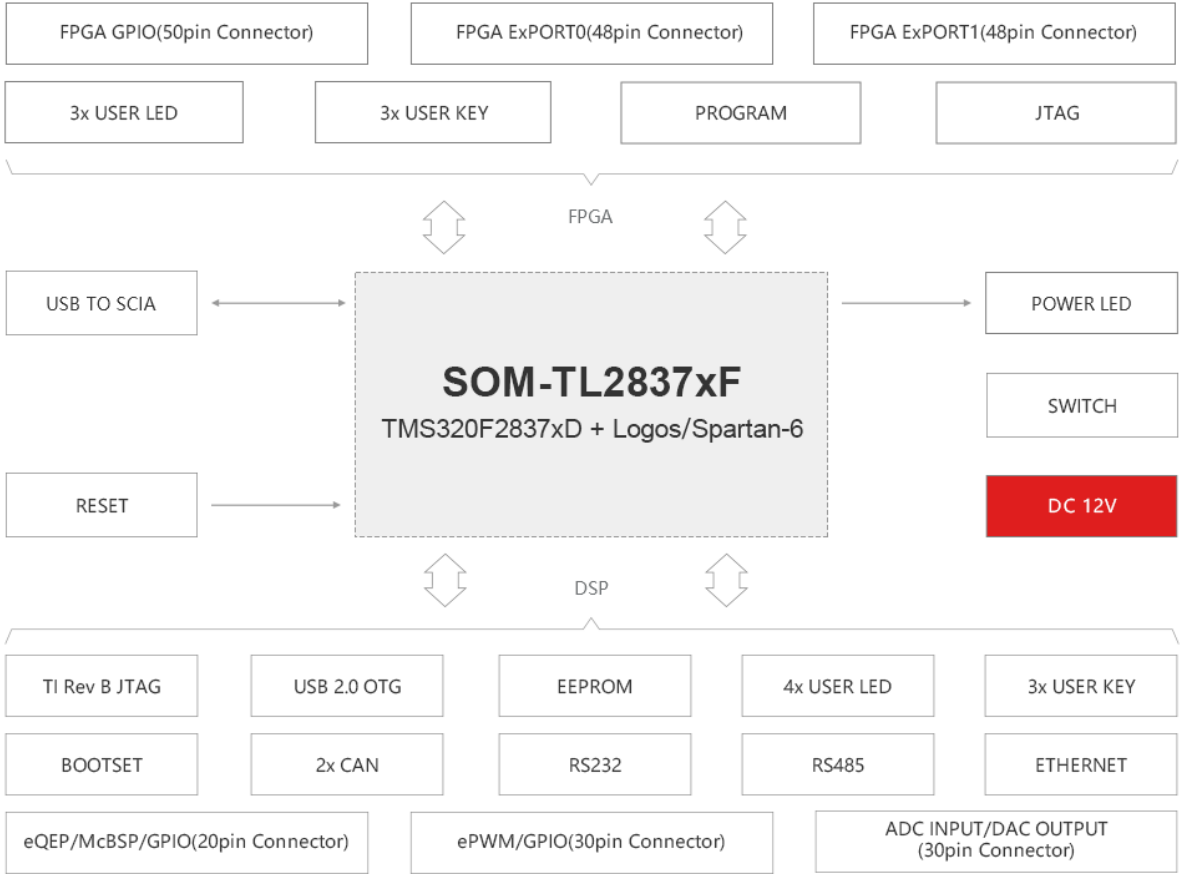 FPGA GPIO(50pin Connector)
FPGA ExPORT0(48pin Connector)
FPGA ExPORT1(48pin Connector)
3x USER LED
3x USER KEY
PROGRAM
JTAG
FPGA
USB TO SCIA
POWER LED
SOM-TL2837xF
TMS320F2837xD + Logos/Spartan-6
SWITCH
RESET
DC 12V
DSP
TI Rev B JTAG
USB 2.0 OTG
EEPROM
4x USER LED
3x USER KEY
BOOTSET
2x CAN
RS232
RS485
ETHERNET
eQEP/McBSP/GPIO(20pin Connector)
ePWM/GPIO(30pin Connector)
ADC INPUT/DAC OUTPUT
(30pin Connector)